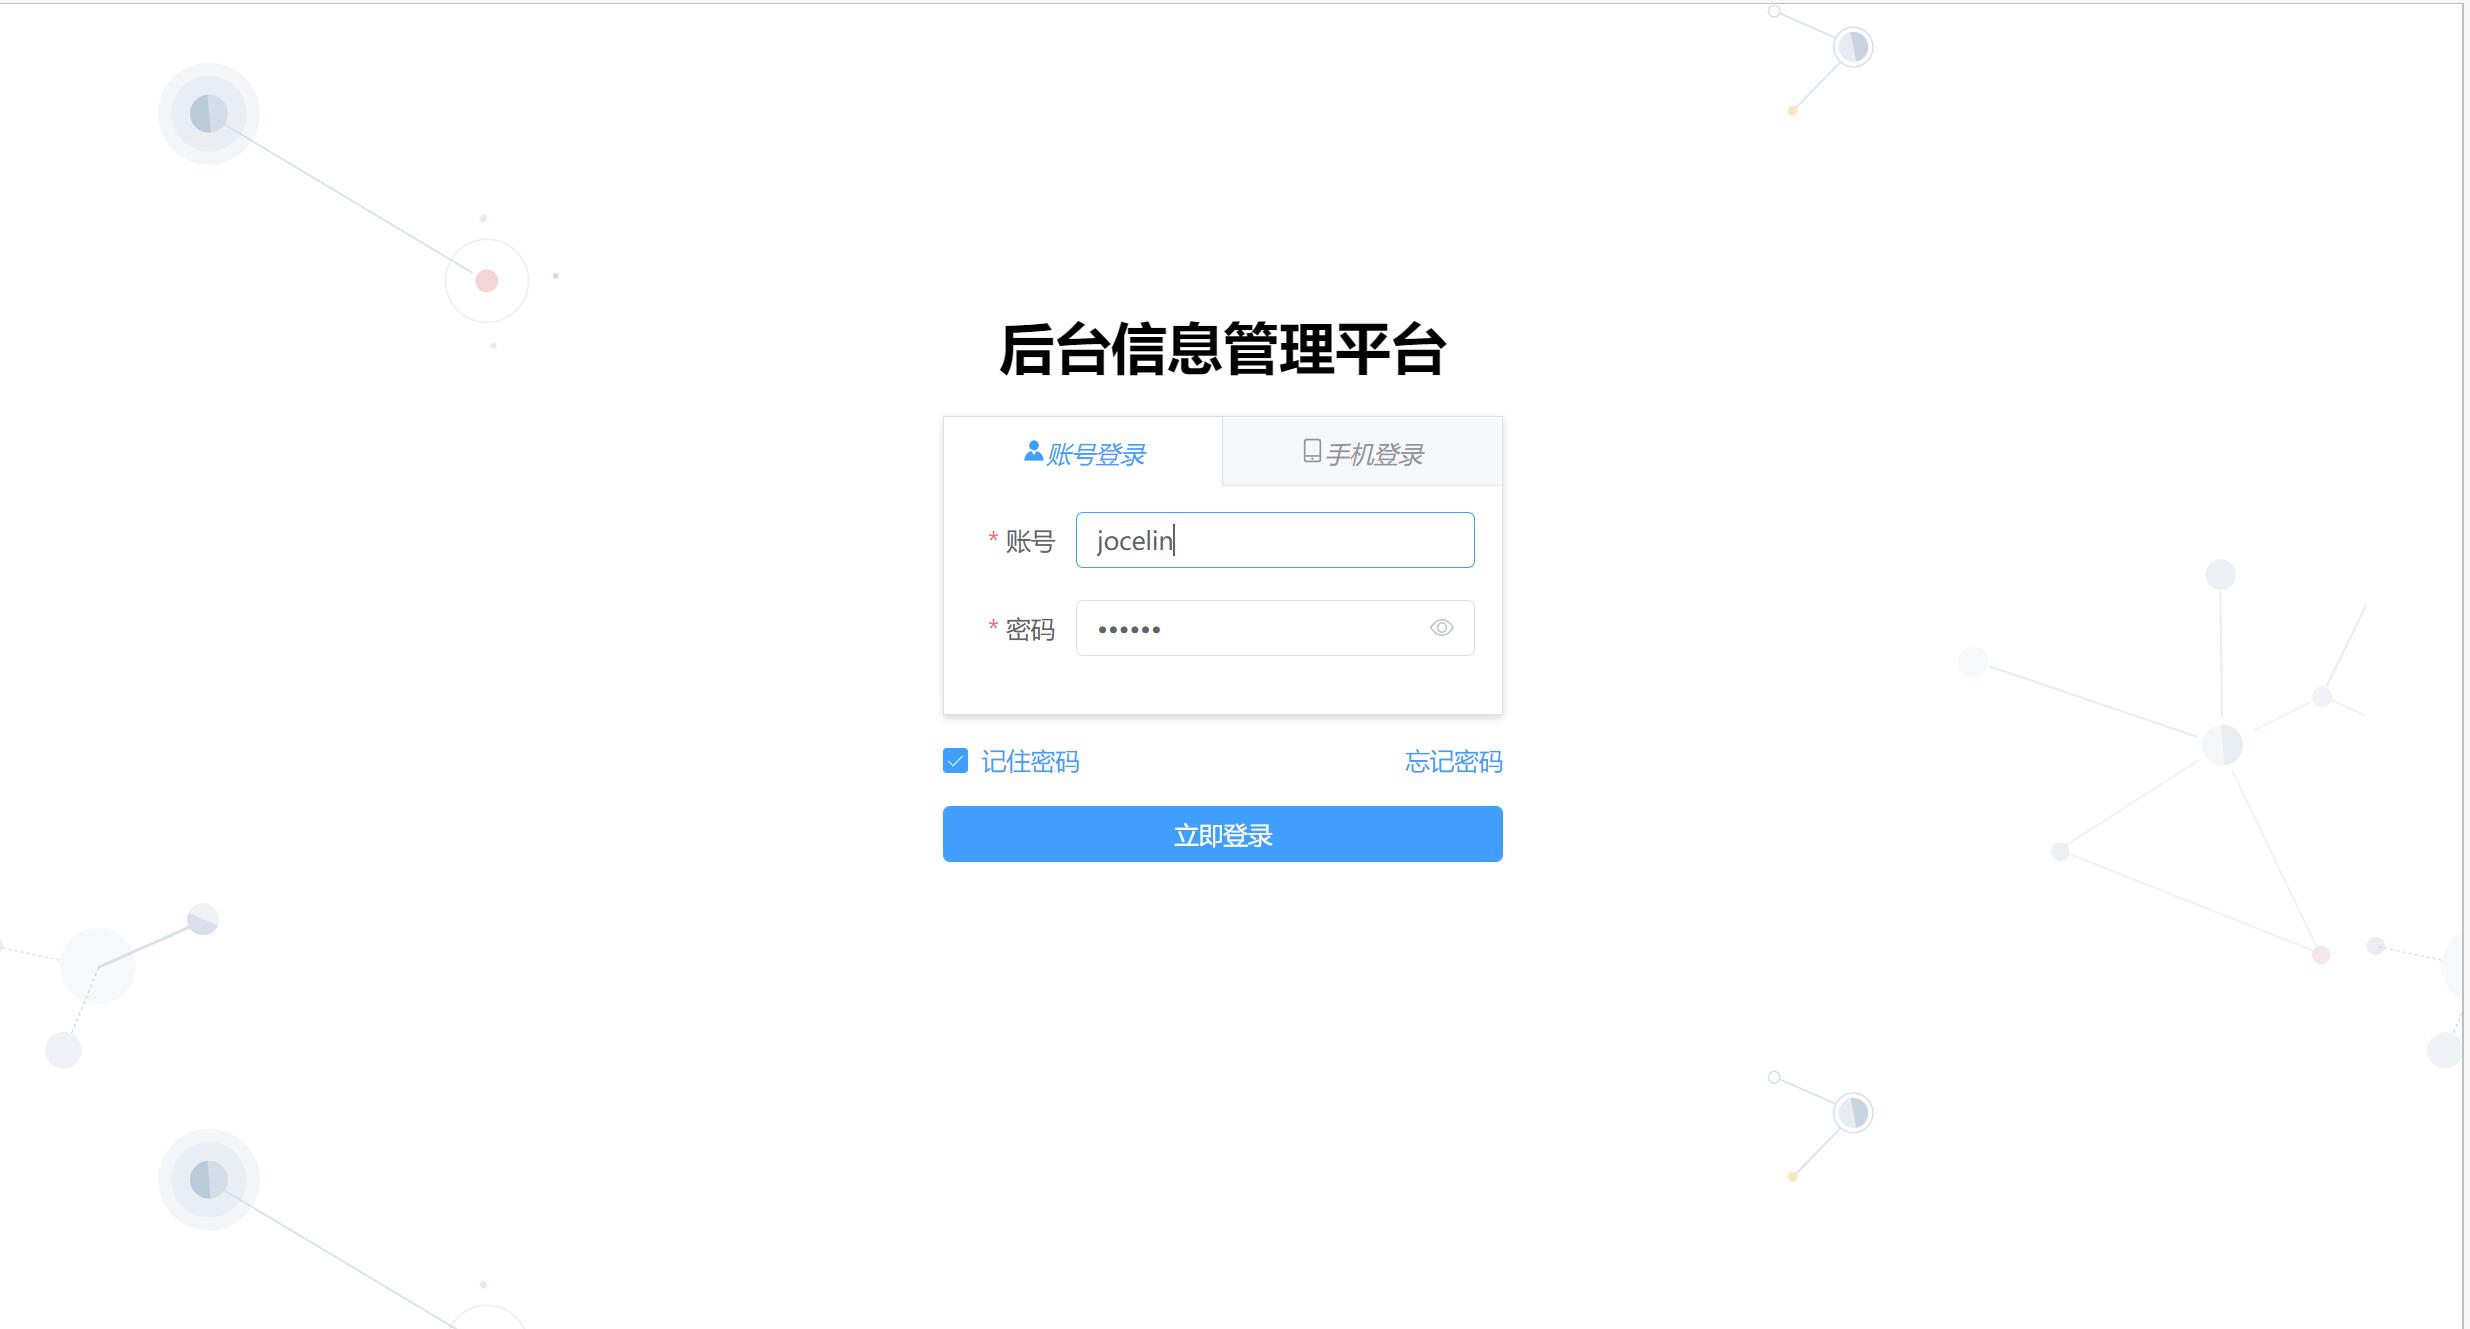 后台信息管理平台
账号登录 手机登录
* 账号 jocelin
* 密码 ••••••
记住密码 忘记密码
立即登录